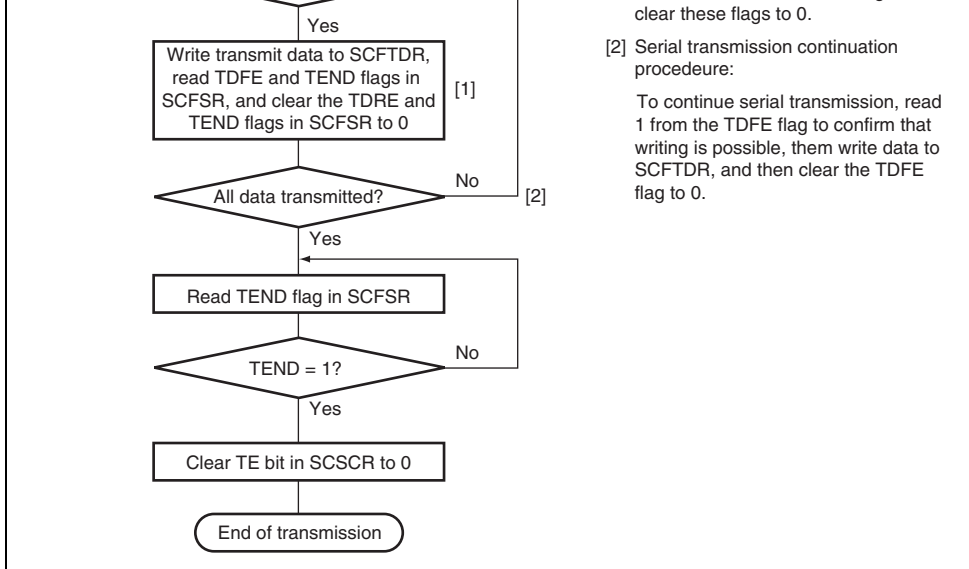 Yes
Write transmit data to SCFTDR,
read TDFE and TEND flags in
SCFSR, and clear the TDRE and
TEND flags in SCFSR to 0
[1]
All data transmitted?
No
[2]
Yes
Read TEND flag in SCFSR
TEND = 1?
No
Yes
Clear TE bit in SCSCR to 0
End of transmission
clear these flags to 0.
[2] Serial transmission continuation
procedeure:
To continue serial transmission, read
1 from the TDFE flag to confirm that
writing is possible, them write data to
SCFTDR, and then clear the TDFE
flag to 0.